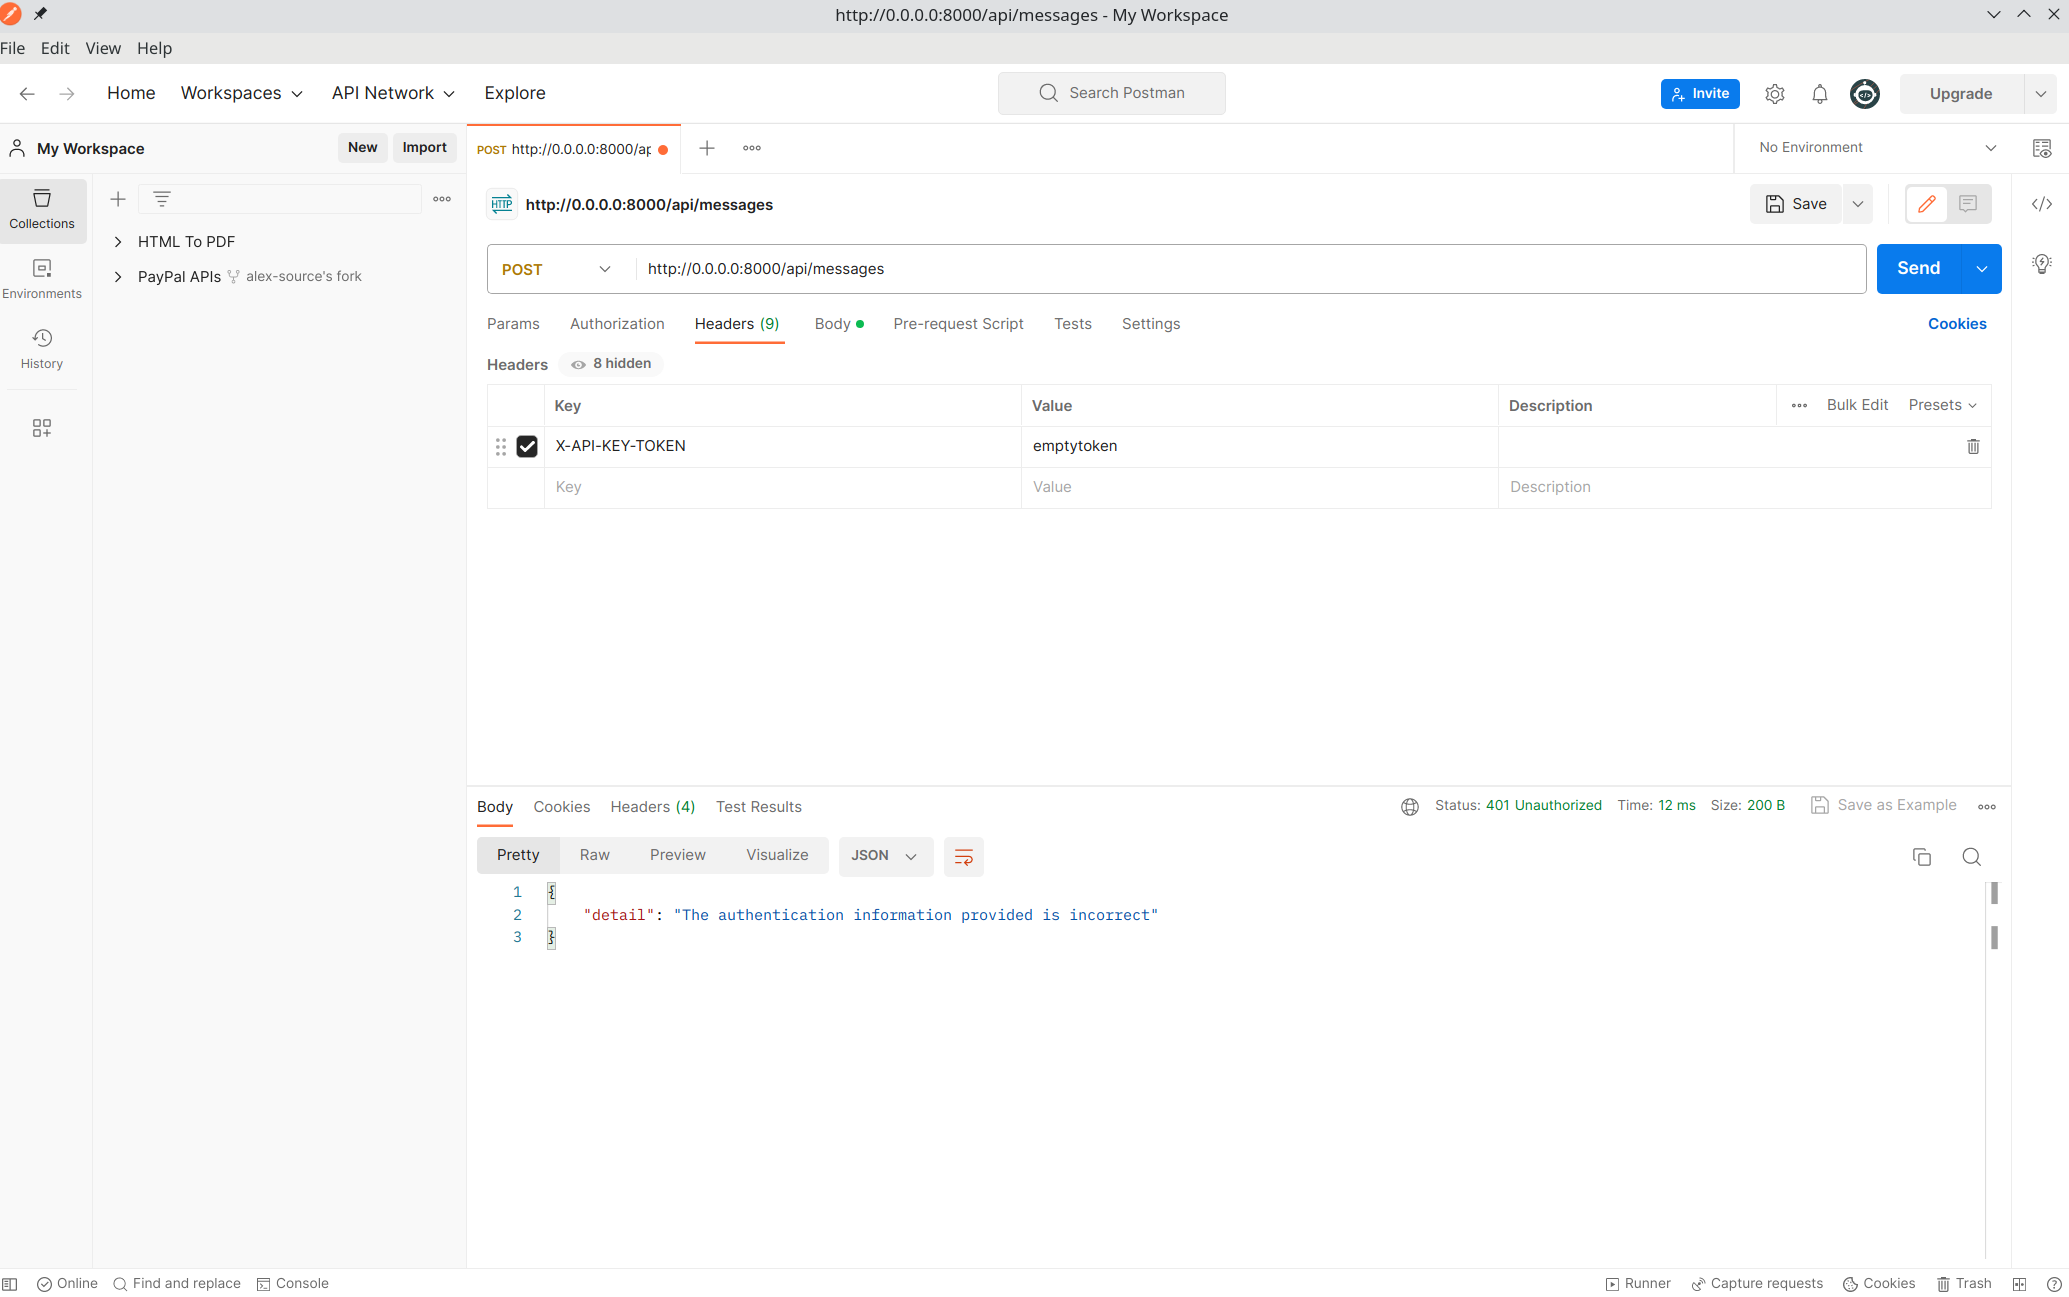 http://0.0.0.0:8000/api/messages - My Workspace
File Edit View Help
Home Workspaces API Network Explore Search Postman Invite Upgrade
My Workspace New Import POST http://0.0.0.0:8000/ap No Environment
Collections
HTTP http://0.0.0.0:8000/api/messages Save
HTML To PDF
PayPal APIs alex-source's fork
Environments
History
POST http://0.0.0.0:8000/api/messages Send
Params Authorization Headers (9) Body Pre-request Script Tests Settings Cookies
Headers 8 hidden
Key Value Description Bulk Edit Presets
X-API-KEY-TOKEN emptytoken
Key Value Description
Body Cookies Headers (4) Test Results Status: 401 Unauthorized Time: 12 ms Size: 200 B Save as Example
Pretty Raw Preview Visualize JSON
1 {
2 "detail": "The authentication information provided is incorrect"
3 }
Online Find and replace Console Runner Capture requests Cookies Trash